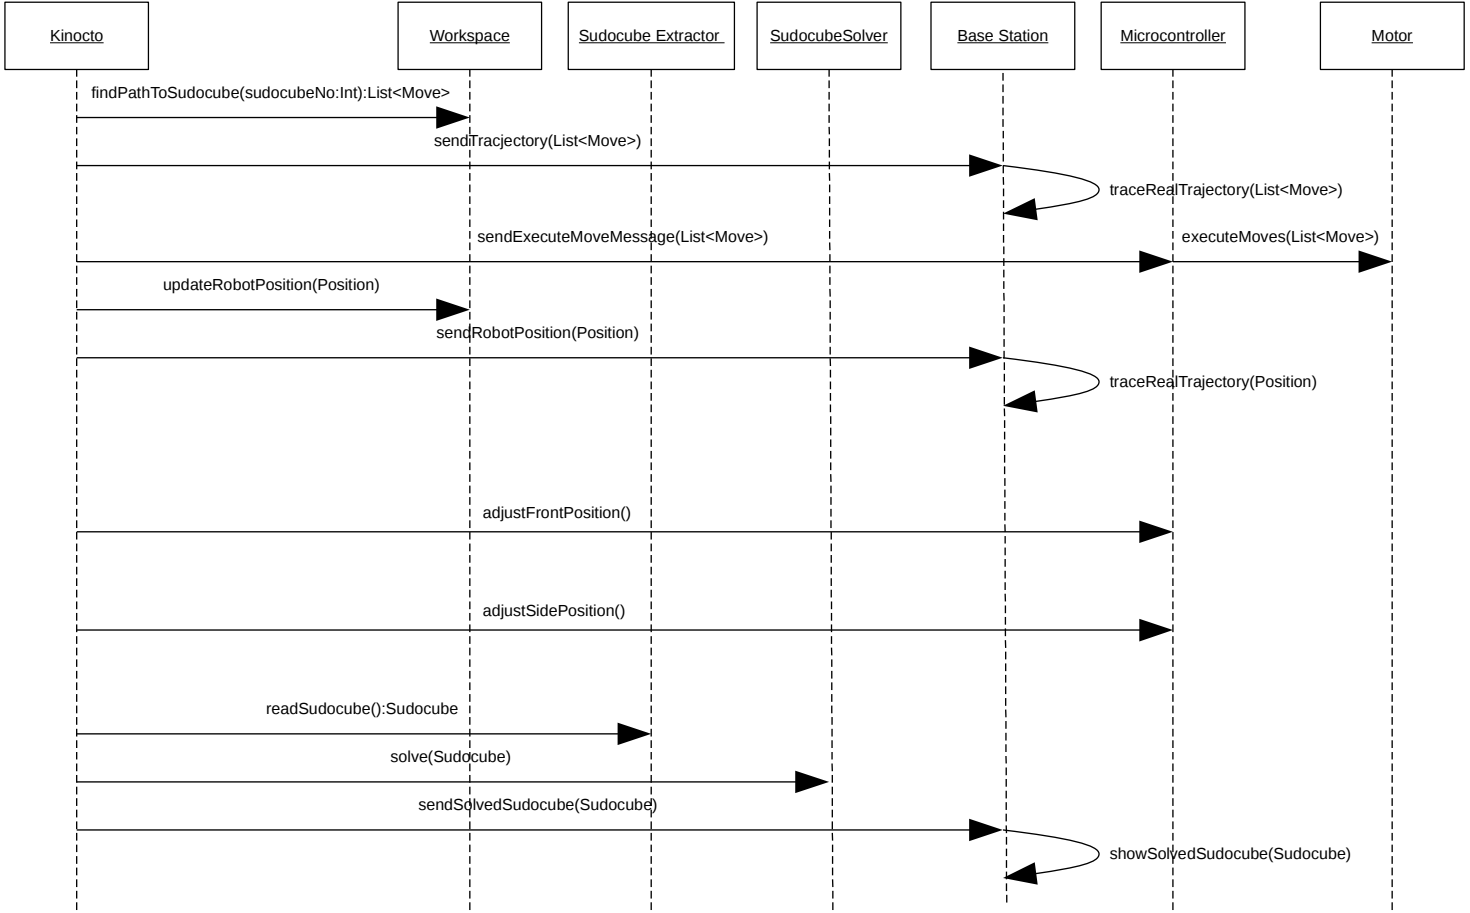 Kinocto
Workspace
Sudocube Extractor
SudocubeSolver
Base Station
Microcontroller
Motor
findPathToSudocube(sudocubeNo:Int):List<Move>
sendTracjectory(List<Move>)
traceRealTrajectory(List<Move>)
sendExecuteMoveMessage(List<Move>)
executeMoves(List<Move>)
updateRobotPosition(Position)
sendRobotPosition(Position)
traceRealTrajectory(Position)
adjustFrontPosition()
adjustSidePosition()
readSudocube():Sudocube
solve(Sudocube)
sendSolvedSudocube(Sudocube)
showSolvedSudocube(Sudocube)